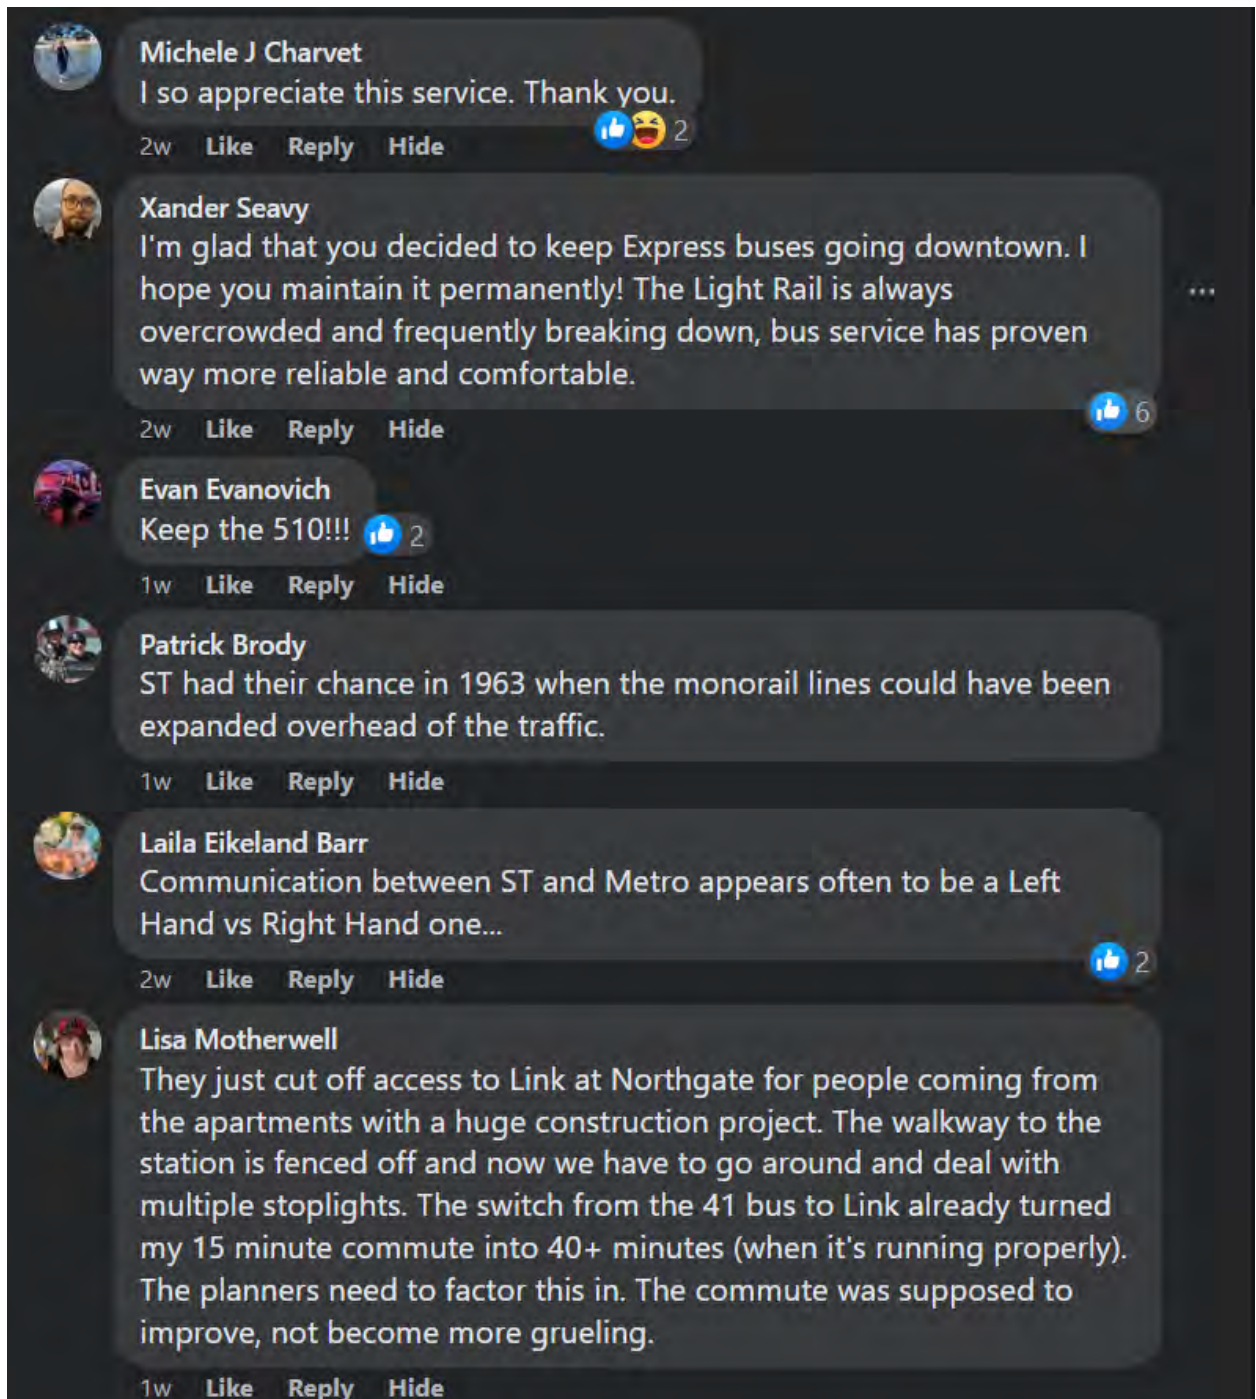 Michele J Charvet
I so appreciate this service. Thank you.
2
2w Like Reply Hide
Xander Seavy
I'm glad that you decided to keep Express buses going downtown. I
hope you maintain it permanently! The Light Rail is always
overcrowded and frequently breaking down, bus service has proven
way more reliable and comfortable.
6
2w Like Reply Hide
Evan Evanovich
Keep the 510!!! 2
1w Like Reply Hide
Patrick Brody
ST had their chance in 1963 when the monorail lines could have been
expanded overhead of the traffic.
1w Like Reply Hide
Laila Eikeland Barr
Communication between ST and Metro appears often to be a Left
Hand vs Right Hand one...
2
2w Like Reply Hide
Lisa Motherwell
They just cut off access to Link at Northgate for people coming from
the apartments with a huge construction project. The walkway to the
station is fenced off and now we have to go around and deal with
multiple stoplights. The switch from the 41 bus to Link already turned
my 15 minute commute into 40+ minutes (when it's running properly).
The planners need to factor this in. The commute was supposed to
improve, not become more grueling.
1w Like Reply Hide